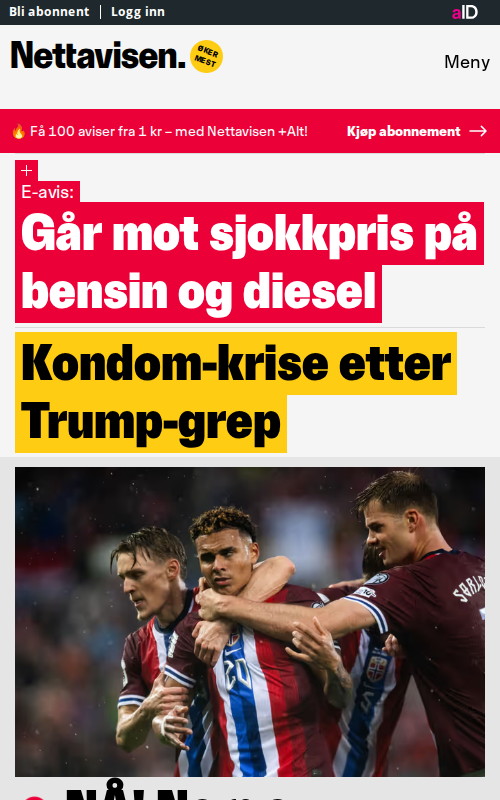 Bli abonnent
Logg inn
aID
Nettavisen.
ØKER
MEST
Meny
🔥 Få 100 aviser fra 1 kr – med Nettavisen +Alt!
Kjøp abonnement →
+
E-avis:
Går mot sjokkpris på
bensin og diesel
Kondom-krise etter
Trump-grep
20